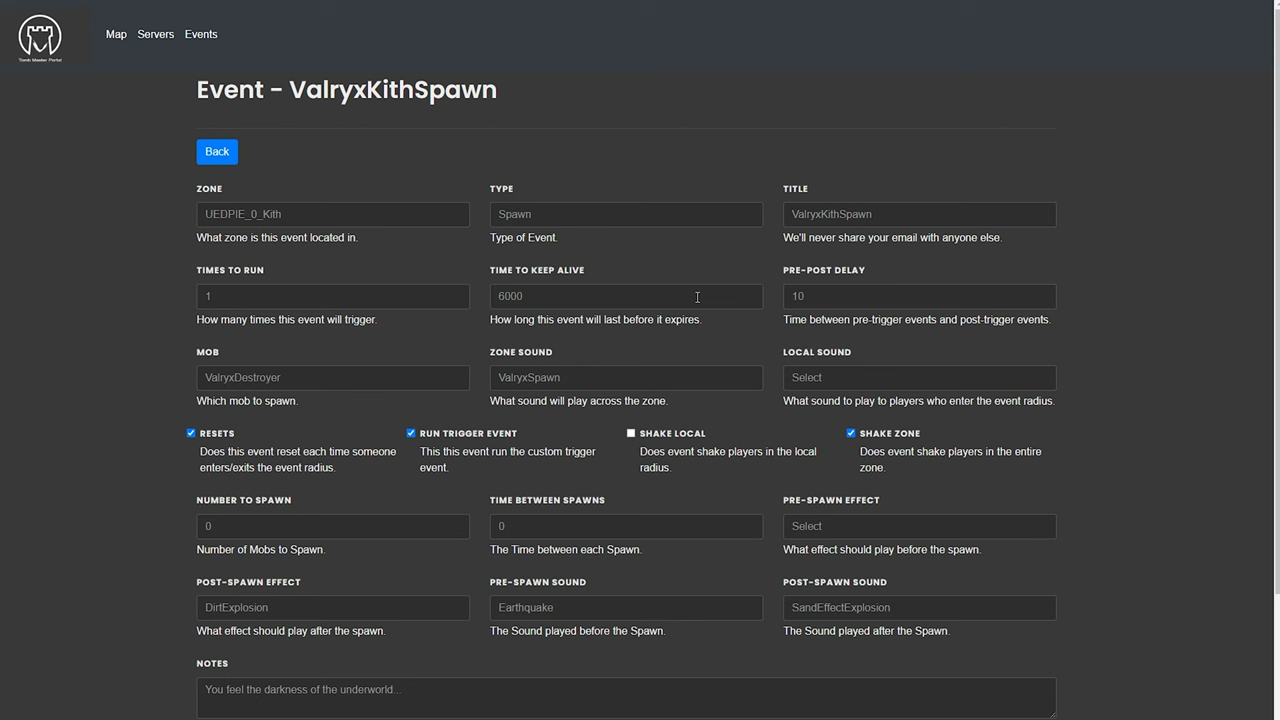 Tomb Master Portal
Map Servers Events
Event - ValryxKithSpawn
Back
ZONE TYPE TITLE
UEDPIE_0_Kith Spawn ValryxKithSpawn
What zone is this event located in. Type of Event. We'll never share your email with anyone else.
TIMES TO RUN TIME TO KEEP ALIVE PRE-POST DELAY
1 6000 10
How many times this event will trigger. How long this event will last before it expires. Time between pre-trigger events and post-trigger events.
MOB ZONE SOUND LOCAL SOUND
ValryxDestroyer ValryxSpawn Select
Which mob to spawn. What sound will play across the zone. What sound to play to players who enter the event radius.
RESETS RUN TRIGGER EVENT SHAKE LOCAL SHAKE ZONE
Does this event reset each time someone This this event run the custom trigger Does event shake players in the local Does event shake players in the entire
enters/exits the event radius. event. radius. zone.
NUMBER TO SPAWN TIME BETWEEN SPAWNS PRE-SPAWN EFFECT
0 0 Select
Number of Mobs to Spawn. The Time between each Spawn. What effect should play before the spawn.
POST-SPAWN EFFECT PRE-SPAWN SOUND POST-SPAWN SOUND
DirtExplosion Earthquake SandEffectExplosion
What effect should play after the spawn. The Sound played before the Spawn. The Sound played after the Spawn.
NOTES
You feel the darkness of the underworld...